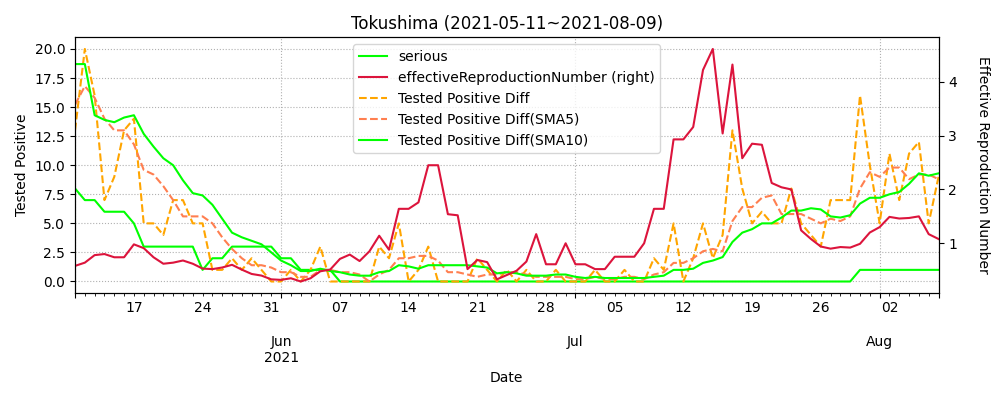 Tokushima (2021-05-11~2021-08-09)
serious
effectiveReproductionNumber (right)
Tested Positive Diff
Tested Positive Diff(SMA5)
Tested Positive Diff(SMA10)
Tested Positive
20.0
17.5
15.0
12.5
10.0
7.5
5.0
2.5
0.0
Effective Reproduction Number
4
3
2
1
17 24 31 07 14 21 28 05 12 19 26 02
Jun Jul Aug
2021
Date